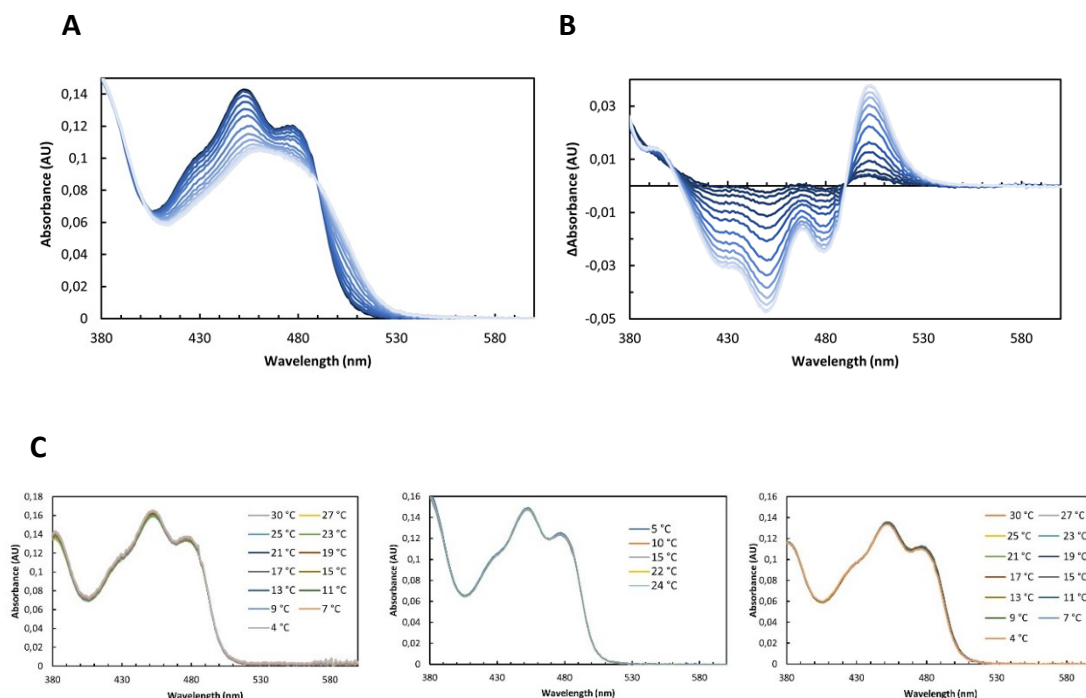 A
B
0,14
0,12
0,1
0,08
0,06
0,04
0,02
0
Absorbance (AU)
380
430
480
530
580
Wavelength (nm)
0,03
0,01
-0,01
-0,03
-0,05
ΔAbsorbance (AU)
380
430
480
530
580
Wavelength (nm)
C
0,18
0,16
0,14
0,12
0,1
0,08
0,06
0,04
0,02
0
Absorbance (AU)
30 °C 27 °C
25 °C 23 °C
21 °C 19 °C
17 °C 15 °C
13 °C 11 °C
9 °C 7 °C
4 °C
380 430 480 530 580
Wavelength (nm)
0,16
0,14
0,12
0,1
0,08
0,06
0,04
0,02
0
Absorbance (AU)
5 °C
10 °C
15 °C
22 °C
24 °C
380 430 480 530 580
Wavelength (nm)
0,16
0,14
0,12
0,1
0,08
0,06
0,04
0,02
0
Absorbance (AU)
30 °C 27 °C
25 °C 23 °C
21 °C 19 °C
17 °C 15 °C
13 °C 11 °C
9 °C 7 °C
4 °C
380 430 480 530 580
Wavelength (nm)